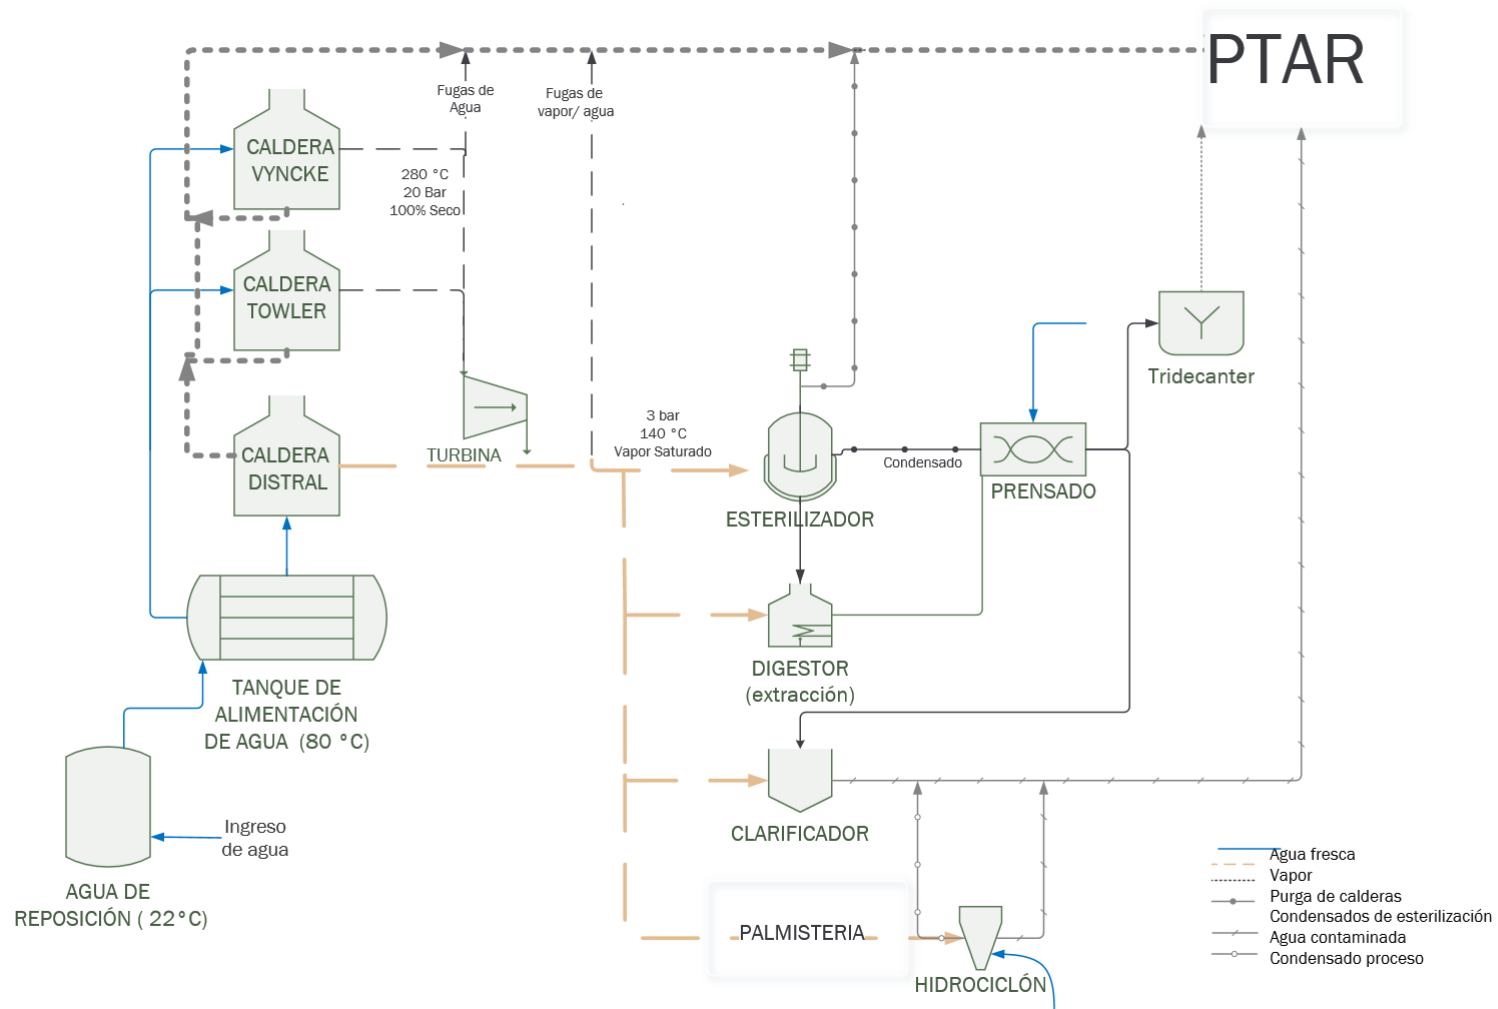 PTAR
Fugas de
Agua
Fugas de
vapor/ agua
CALDERA
VYNCKE
280 °C
20 Bar
100% Seco
CALDERA
TOWLER
Tridecanter
3 bar
140 °C
Vapor Saturado
CALDERA
DISTRAL
TURBINA
Condensado
PRENSADO
ESTERILIZADOR
DIGESTOR
(extracción)
TANQUE DE
ALIMENTACIÓN
DE AGUA (80 °C)
Ingreso
de agua
CLARIFICADOR
AGUA DE
REPOSICIÓN ( 22°C)
PALMISTERIA
HIDROCICLÓN
Agua fresca
Vapor
Purga de calderas
Condensados de esterilización
Agua contaminada
Condensado proceso